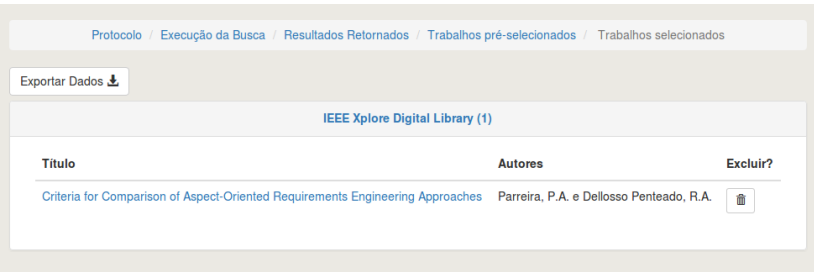 Protocolo / Execução da Busca / Resultados Retornados / Trabalhos pré-selecionados / Trabalhos selecionados
Exportar Dados
IEEE Xplore Digital Library (1)
Título Autores Excluir?
Criteria for Comparison of Aspect-Oriented Requirements Engineering Approaches Parreira, P.A. e Dellosso Penteado, R.A.